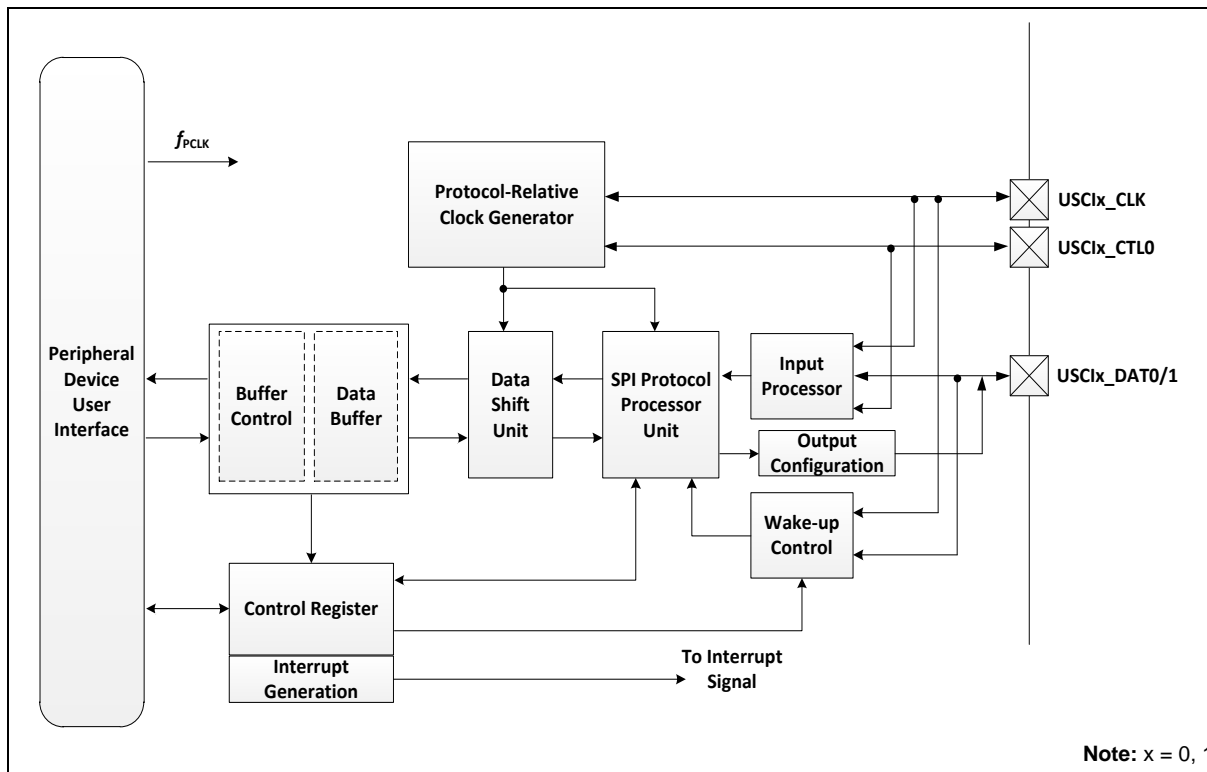 fPCLK
Protocol-Relative
Clock Generator
USCIx_CLK
USCIx_CTL0
Peripheral
Device
User
Interface
Buffer
Control
Data
Buffer
Data
Shift
Unit
SPI Protocol
Processor
Unit
Input
Processor
USCIx_DAT0/1
Output
Configuration
Wake-up
Control
Control Register
Interrupt
Generation
To Interrupt
Signal
Note: x = 0, 1